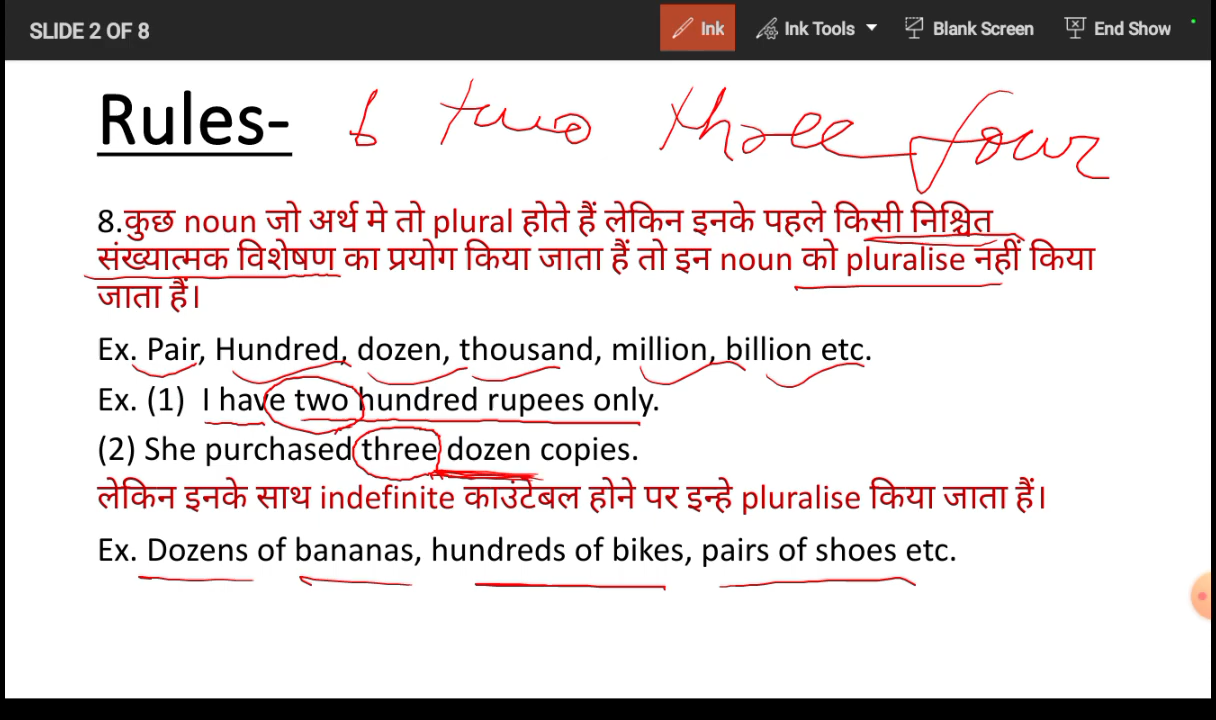 SLIDE 2 OF 8 Ink Ink Tools Blank Screen End Show
Rules- two three four
8.कुछ noun जो अर्थ मे तो plural होते हैं लेकिन इनके पहले किसी निश्चित
संख्यात्मक विशेषण का प्रयोग किया जाता हैं तो इन noun को pluralise नहीं किया
जाता हैं।
Ex. Pair, Hundred, dozen, thousand, million, billion etc.
Ex. (1) I have two hundred rupees only.
(2) She purchased three dozen copies.
लेकिन इनके साथ indefinite काउंटेबल होने पर इन्हे pluralise किया जाता हैं।
Ex. Dozens of bananas, hundreds of bikes, pairs of shoes etc.